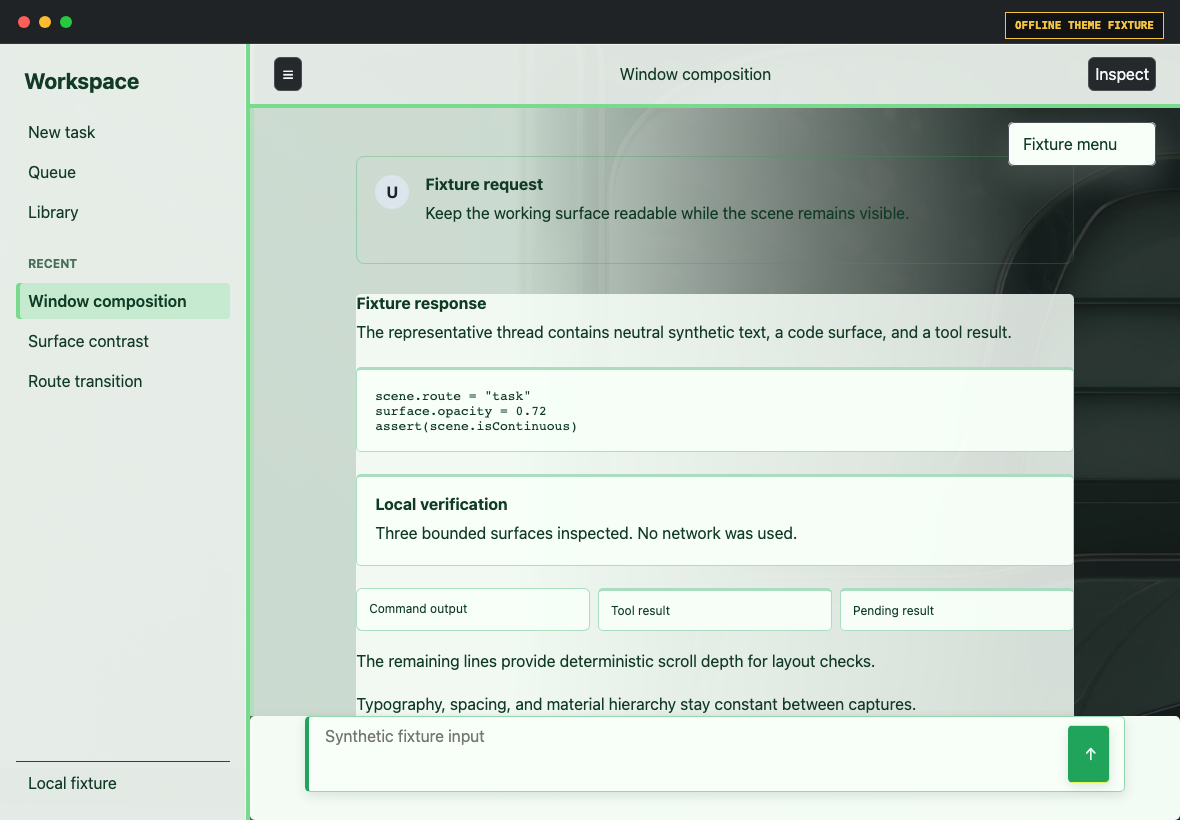 OFFLINE THEME FIXTURE
Workspace
New task
Queue
Library
RECENT
Window composition
Surface contrast
Route transition
Local fixture
Window composition
Inspect
Fixture menu
U
Fixture request
Keep the working surface readable while the scene remains visible.
Fixture response
The representative thread contains neutral synthetic text, a code surface, and a tool result.
scene.route = "task"
surface.opacity = 0.72
assert(scene.isContinuous)
Local verification
Three bounded surfaces inspected. No network was used.
Command output
Tool result
Pending result
The remaining lines provide deterministic scroll depth for layout checks.
Typography, spacing, and material hierarchy stay constant between captures.
Synthetic fixture input